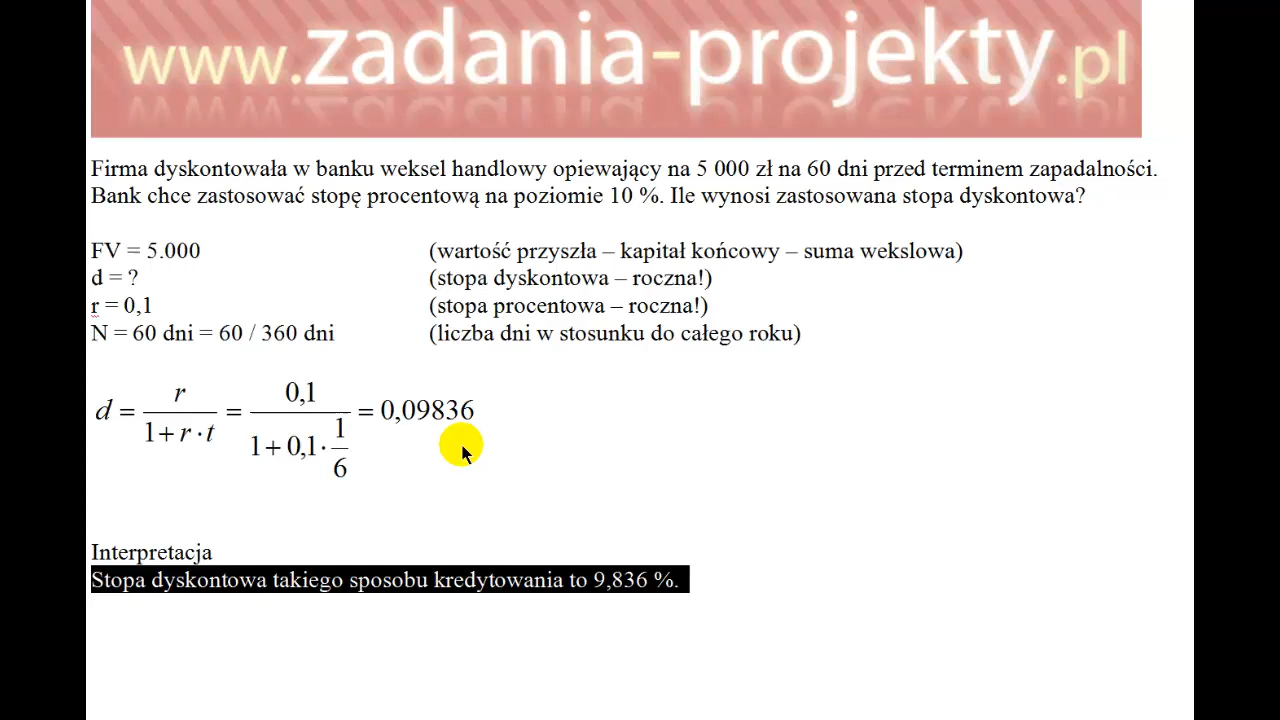 www.zadania-projekty.pl
Firma dyskontowała w banku weksel handlowy opiewający na 5 000 zł na 60 dni przed terminem zapadalności.
Bank chce zastosować stopę procentową na poziomie 10 %. Ile wynosi zastosowana stopa dyskontowa?
FV = 5.000 (wartość przyszła – kapitał końcowy – suma wekslowa)
d = ? (stopa dyskontowa – roczna!)
r = 0,1 (stopa procentowa – roczna!)
N = 60 dni = 60 / 360 dni (liczba dni w stosunku do całego roku)
d = r / (1 + r · t) = 0,1 / (1 + 0,1 · 1/6) = 0,09836
Interpretacja
Stopa dyskontowa takiego sposobu kredytowania to 9,836 %.